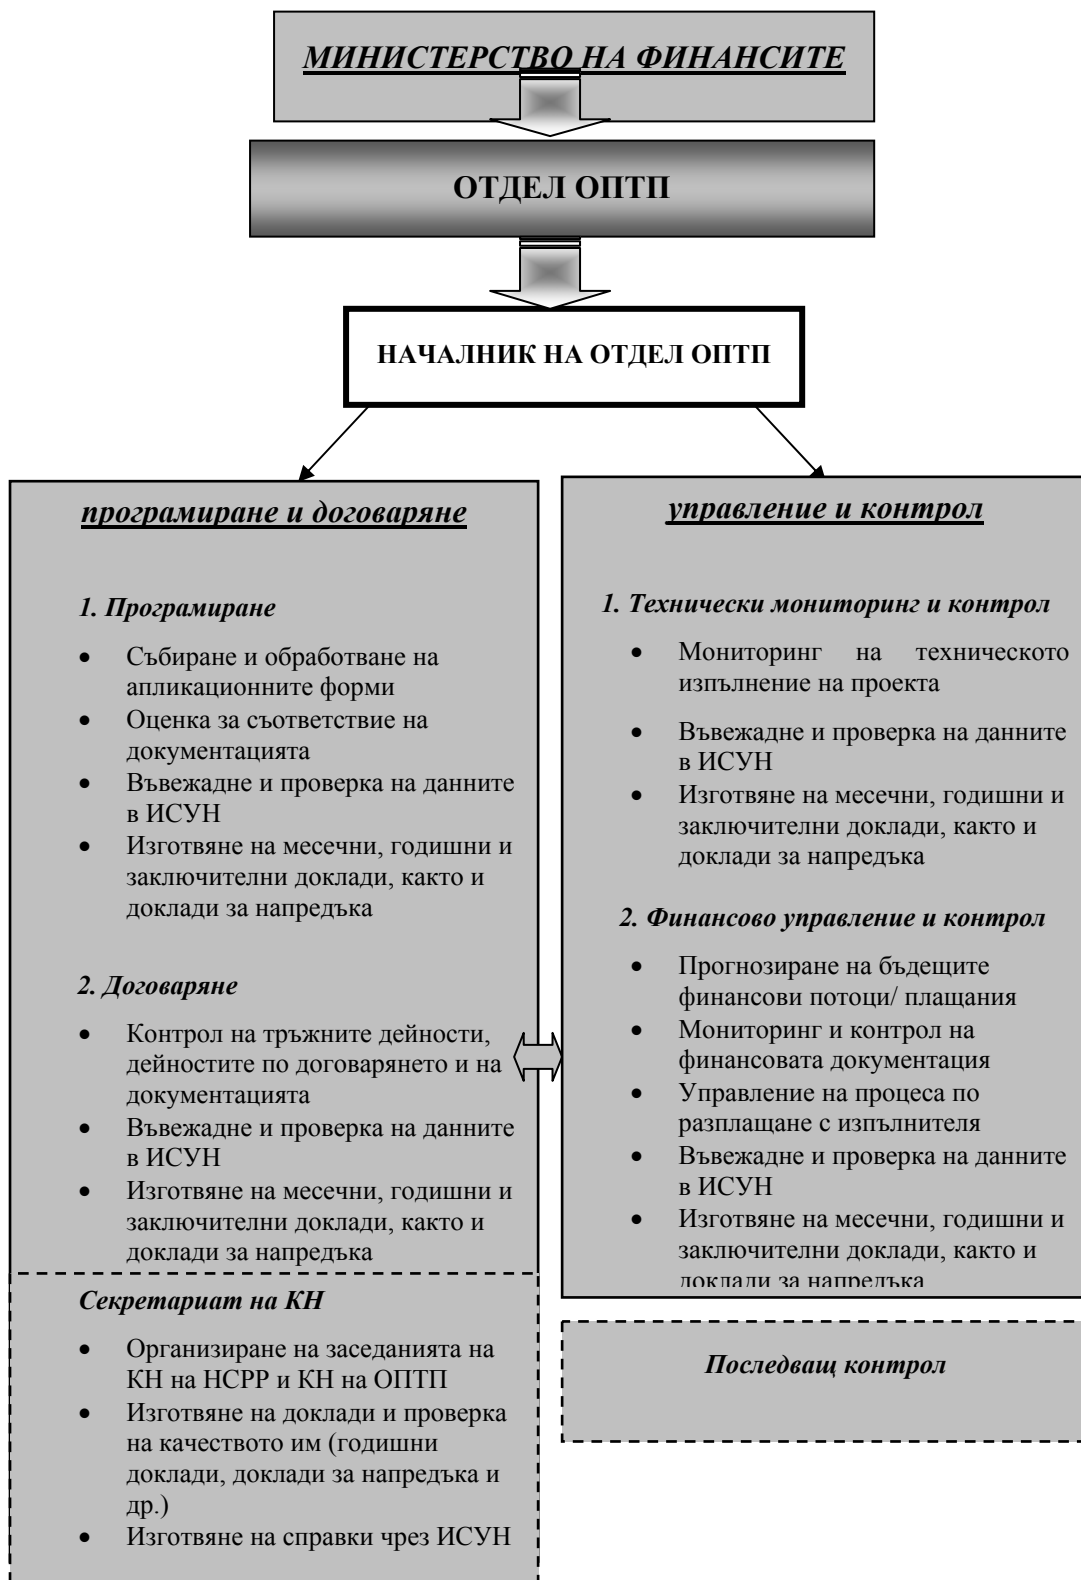 МИНИСТЕРСТВО НА ФИНАНСИТЕ
ОТДЕЛ ОПТП
НАЧАЛНИК НА ОТДЕЛ ОПТП
програмиране и договаряне
1. Програмиране
• Събиране и обработване на
апликационните форми
• Оценка за съответствие на
документацията
• Въвежадне и проверка на данните
в ИСУН
• Изготвяне на месечни, годишни и
заключителни доклади, както и
доклади за напредъка
2. Договаряне
• Контрол на тръжните дейности,
дейностите по договарянето и на
документацията
• Въвежадне и проверка на данните
в ИСУН
• Изготвяне на месечни, годишни и
заключителни доклади, както и
доклади за напредъка
Секретариат на КН
• Организиране на заседанията на
КН на НСРР и КН на ОПТП
• Изготвяне на доклади и проверка
на качеството им (годишни
доклади, доклади за напредъка и
др.)
• Изготвяне на справки чрез ИСУН
управление и контрол
1. Технически мониторинг и контрол
• Мониторинг на техническото
изпълнение на проекта
• Въвежадне и проверка на данните
в ИСУН
• Изготвяне на месечни, годишни и
заключителни доклади, както и
доклади за напредъка
2. Финансово управление и контрол
• Прогнозиране на бъдещите
финансови потоци/ плащания
• Мониторинг и контрол на
финансовата документация
• Управление на процеса по
разплащане с изпълнителя
• Въвежадне и проверка на данните
в ИСУН
• Изготвяне на месечни, годишни и
заключителни доклади, както и
доклади за напредъка
Последващ контрол